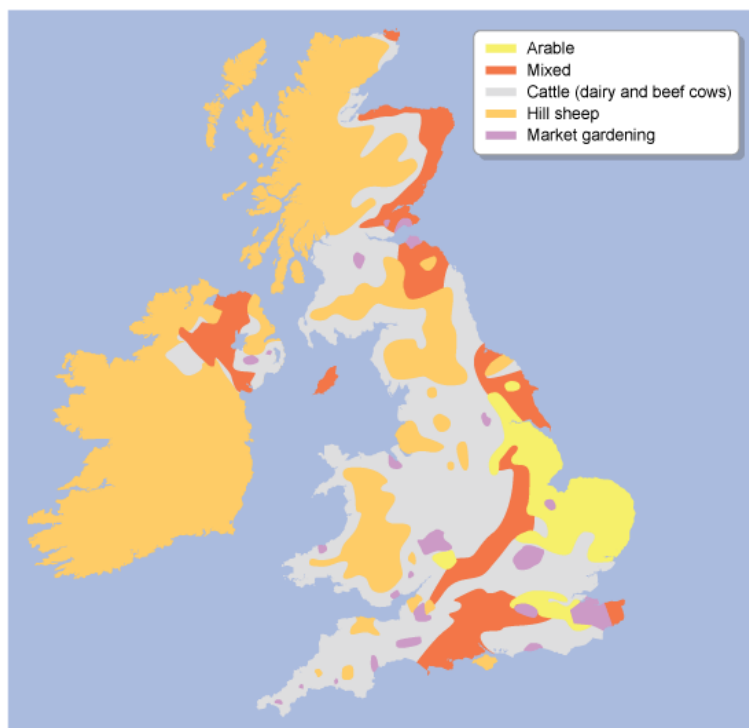 Arable
Mixed
Cattle (dairy and beef cows)
Hill sheep
Market gardening